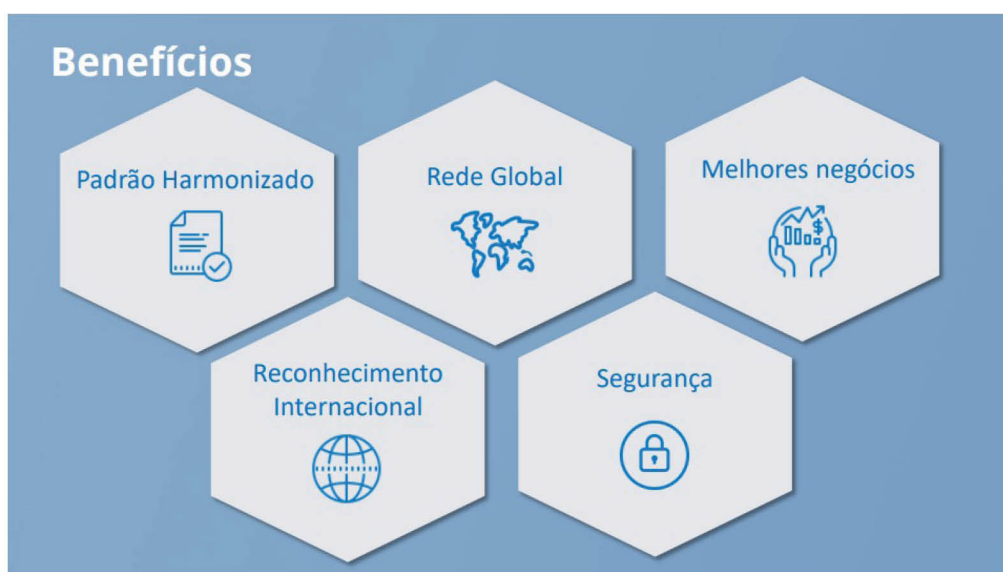 Benefícios
Padrão Harmonizado
Rede Global
Melhores negócios
$
Reconhecimento
Internacional
Segurança